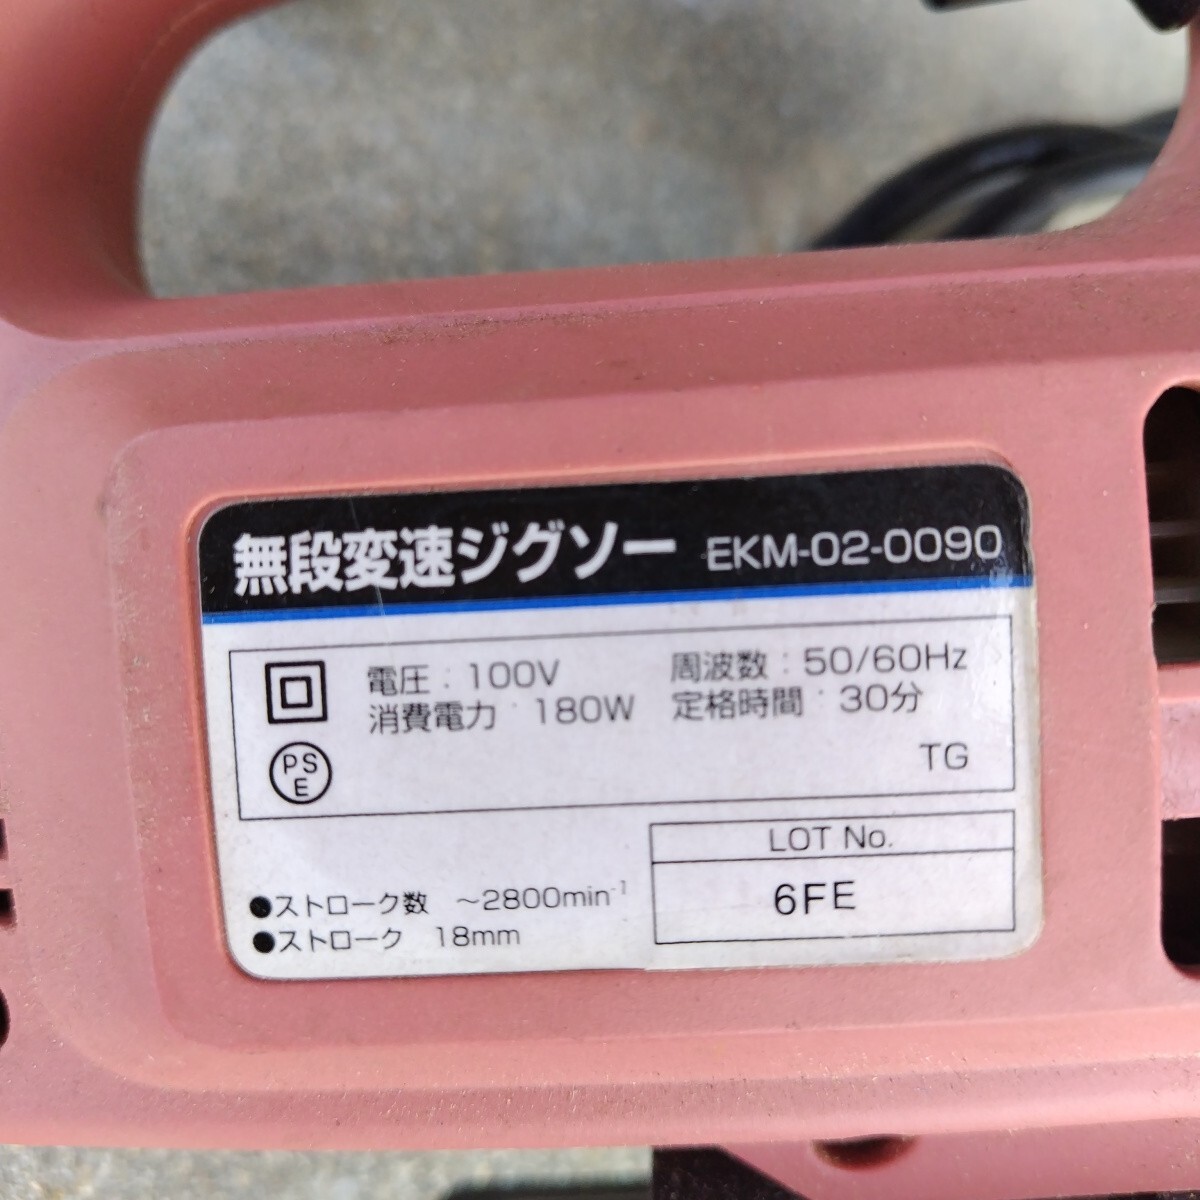 無段変速ジグソー EKM-02-0090
電圧：100V 周波数：50/60Hz
消費電力：180W 定格時間：30分
PS
E
TG
LOT No.
6FE
●ストローク数 ～2800min⁻¹
●ストローク 18mm